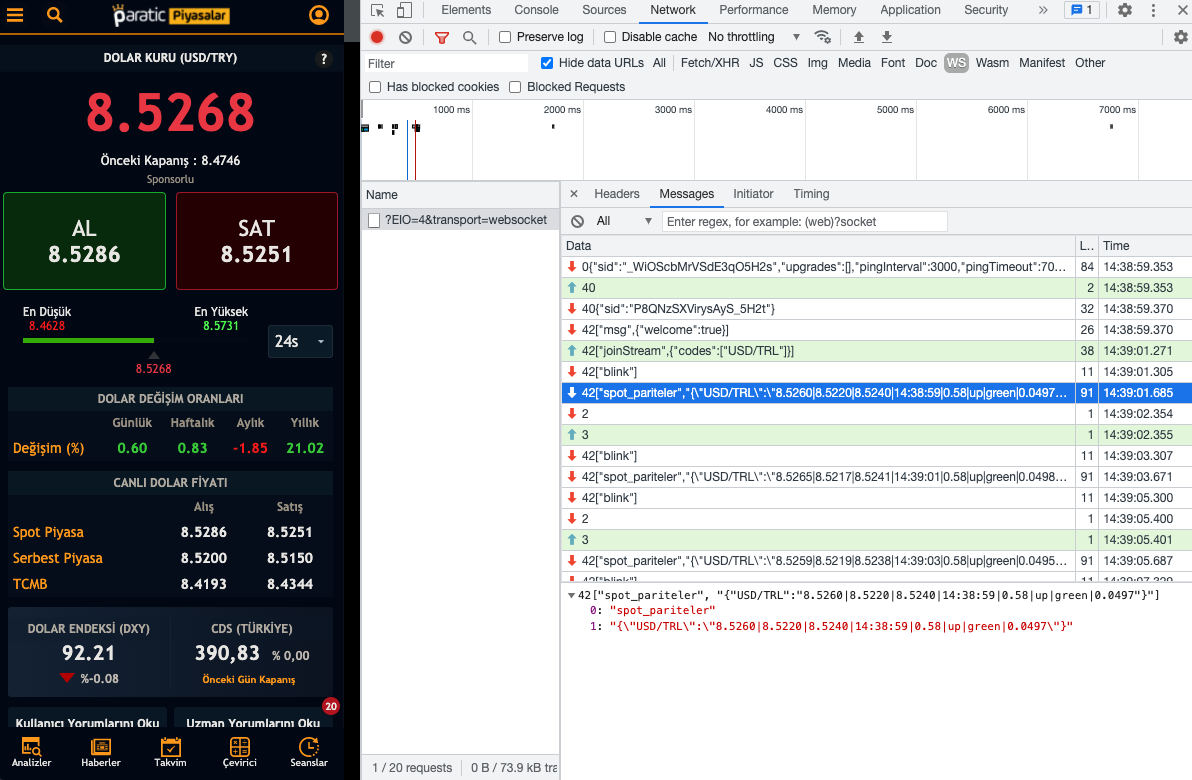 paratic Piyasalar
DOLAR KURU (USD/TRY)
?
8.5268
Önceki Kapanış : 8.4746
Sponsorlu
AL
8.5286
SAT
8.5251
En Düşük
8.4628
En Yüksek
8.5731
24s
8.5268
DOLAR DEĞİŞİM ORANLARI
Günlük Haftalık Aylık Yıllık
Değişim (%) 0.60 0.83 -1.85 21.02
CANLI DOLAR FİYATI
Alış Satış
Spot Piyasa 8.5286 8.5251
Serbest Piyasa 8.5200 8.5150
TCMB 8.4193 8.4344
DOLAR ENDEKSİ (DXY)
92.21
%-0.08
CDS (TÜRKİYE)
390,83 % 0,00
Önceki Gün Kapanış
20
Kullanıcı Yorumlarını Oku
Uzman Yorumlarını Oku
Analizler Haberler Takvim Çevirici Seanslar
Elements Console Sources Network Performance Memory Application Security » 1
Preserve log Disable cache No throttling
Filter Hide data URLs All Fetch/XHR JS CSS Img Media Font Doc WS Wasm Manifest Other
Has blocked cookies Blocked Requests
1000 ms 2000 ms 3000 ms 4000 ms 5000 ms 6000 ms 7000 ms
Name
?EIO=4&transport=websocket
× Headers Messages Initiator Timing
All Enter regex, for example: (web)?socket
Data L.. Time
0{"sid":"_WiOScbMrVSdE3qO5H2s","upgrades":[],"pingInterval":3000,"pingTimeout":70... 84 14:38:59.353
40 2 14:38:59.353
40{"sid":"P8QNzSXVirysAyS_5H2t"} 32 14:38:59.370
42["msg",{"welcome":true}] 26 14:38:59.370
42["joinStream",{"codes":["USD/TRL"]}] 38 14:39:01.271
42["blink"] 11 14:39:01.305
42["spot_pariteler","{\"USD/TRL\":\"8.5260|8.5220|8.5240|14:38:59|0.58|up|green|0.0497... 91 14:39:01.685
2 1 14:39:02.354
3 1 14:39:02.355
42["blink"] 11 14:39:03.307
42["spot_pariteler","{\"USD/TRL\":\"8.5265|8.5217|8.5241|14:39:01|0.58|up|green|0.0498... 91 14:39:03.671
42["blink"] 11 14:39:05.300
2 1 14:39:05.400
3 1 14:39:05.401
42["spot_pariteler","{\"USD/TRL\":\"8.5259|8.5219|8.5238|14:39:03|0.58|up|green|0.0495... 91 14:39:05.687
42["blink"] 11
42["spot_pariteler", "{"USD/TRL":"8.5260|8.5220|8.5240|14:38:59|0.58|up|green|0.0497"}"]
0: "spot_pariteler"
1: "{\"USD/TRL\":\"8.5260|8.5220|8.5240|14:38:59|0.58|up|green|0.0497\"}"
1 / 20 requests 0 B / 73.9 kB tra